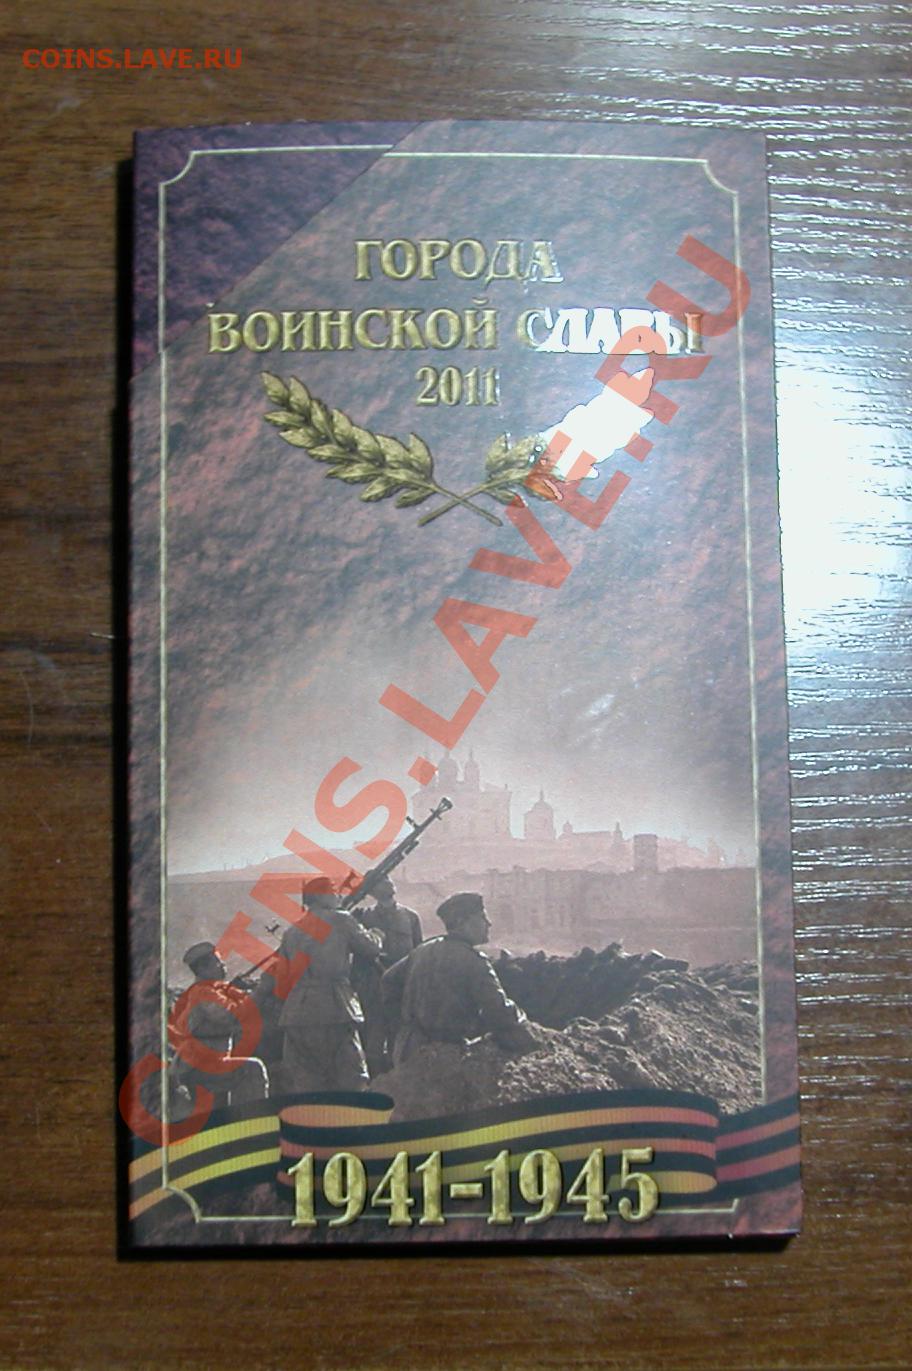 COINS.LAVE.RU
ГОРОДА
ВОИНСКОЙ СЛАВЫ
2011
COINS.LAVE.RU
1941-1945